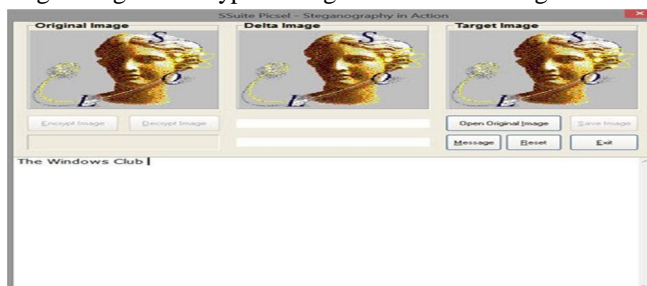 SSuite Picsel - Steganography in Action
Original Image
Delta Image
Target Image
S
Q
L
S
Q
L
S
Q
L
Encrypt Image
Decrypt Image
Open Original Image
Save Image
Message
Reset
Exit
The Windows Club